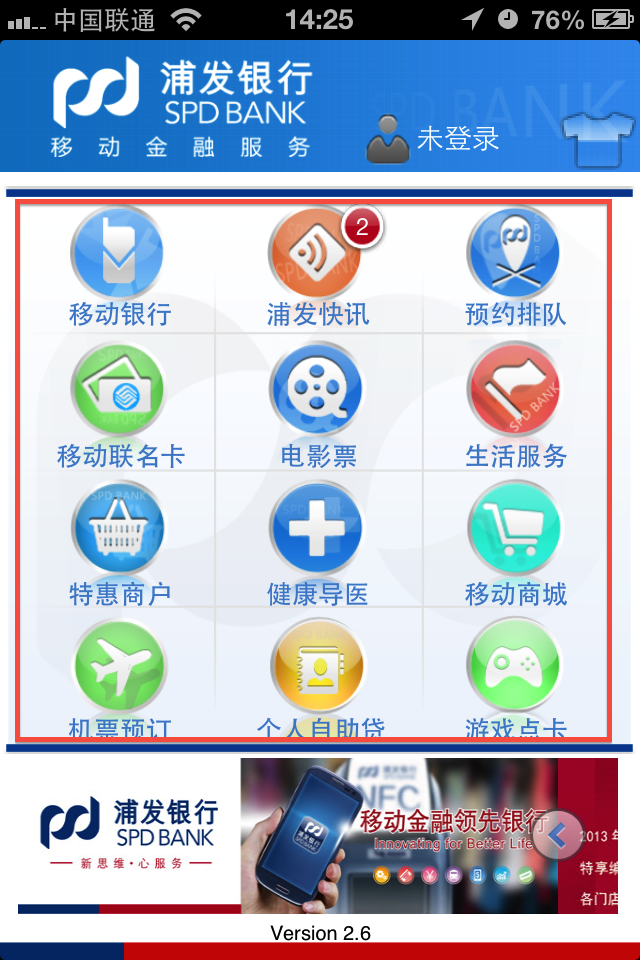 中国联通 14:25 76%
浦发银行
SPD BANK
移动金融服务
未登录
2
移动银行 浦发快讯 预约排队
移动联名卡 电影票 生活服务
特惠商户 健康导医 移动商城
机票预订 个人自助贷 游戏点卡
浦发银行
SPD BANK
新思维·心服务
浦发银行
NFC
移动金融领先银行
Innovating for Better Life
2013 年
特享编
各门店
Version 2.6